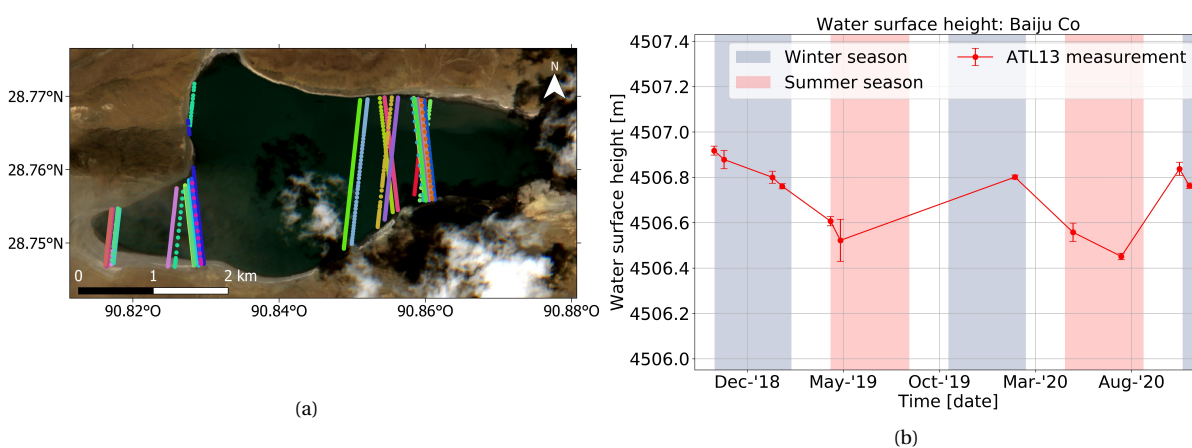 28.77°N
28.76°N
28.75°N
N
0 1 2 km
90.82°O 90.84°O 90.86°O 90.88°O
(a)
Water surface height: Baiju Co
Winter season
Summer season
ATL13 measurement
Water surface height [m]
4507.4
4507.2
4507.0
4506.8
4506.6
4506.4
4506.2
4506.0
Dec-'18 May-'19 Oct-'19 Mar-'20 Aug-'20
Time [date]
(b)